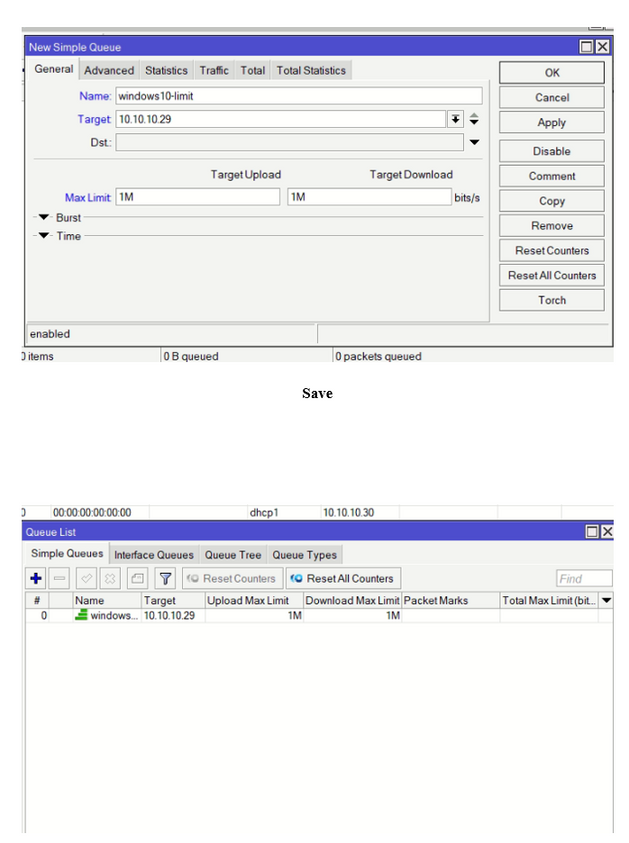 New Simple Queue
General Advanced Statistics Traffic Total Total Statistics
OK
Name: windows10-limit
Cancel
Target: 10.10.10.29
Apply
Dst.:
Disable
Target Upload Target Download
Comment
Max Limit: 1M 1M bits/s
Copy
Burst
Remove
Time
Reset Counters
Reset All Counters
Torch
enabled
0 items 0 B queued 0 packets queued
Save
00:00:00:00:00:00 dhcp1 10.10.10.30
Queue List
Simple Queues Interface Queues Queue Tree Queue Types
Reset Counters Reset All Counters Find
# Name Target Upload Max Limit Download Max Limit Packet Marks Total Max Limit (bit...
0 windows... 10.10.10.29 1M 1M